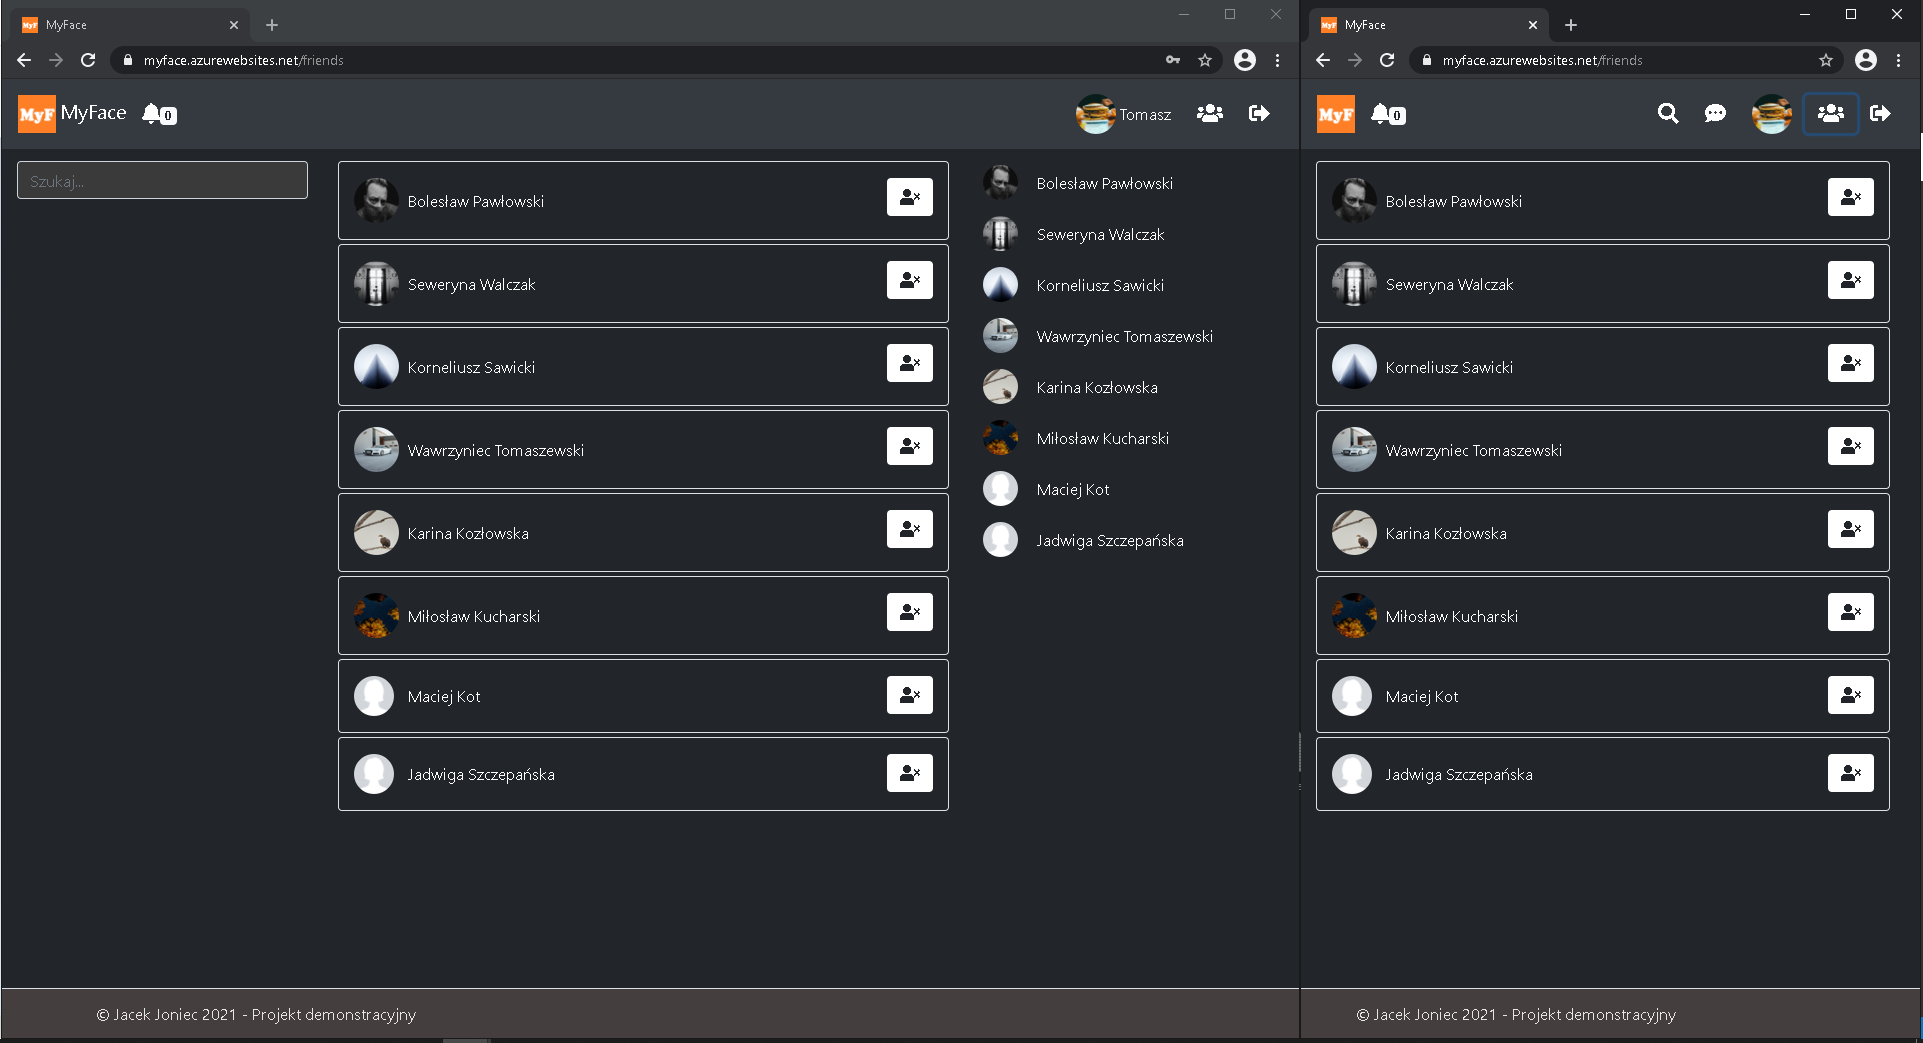 MyFace
myface.azurewebsites.net/friends
MyF MyFace 0
Tomasz
Szukaj...
Bolesław Pawłowski
Seweryna Walczak
Korneliusz Sawicki
Wawrzyniec Tomaszewski
Karina Kozłowska
Miłosław Kucharski
Maciej Kot
Jadwiga Szczepańska
Bolesław Pawłowski
Seweryna Walczak
Korneliusz Sawicki
Wawrzyniec Tomaszewski
Karina Kozłowska
Miłosław Kucharski
Maciej Kot
Jadwiga Szczepańska
© Jacek Joniec 2021 - Projekt demonstracyjny
MyFace
myface.azurewebsites.net/friends
MyF 0
Bolesław Pawłowski
Seweryna Walczak
Korneliusz Sawicki
Wawrzyniec Tomaszewski
Karina Kozłowska
Miłosław Kucharski
Maciej Kot
Jadwiga Szczepańska
© Jacek Joniec 2021 - Projekt demonstracyjny